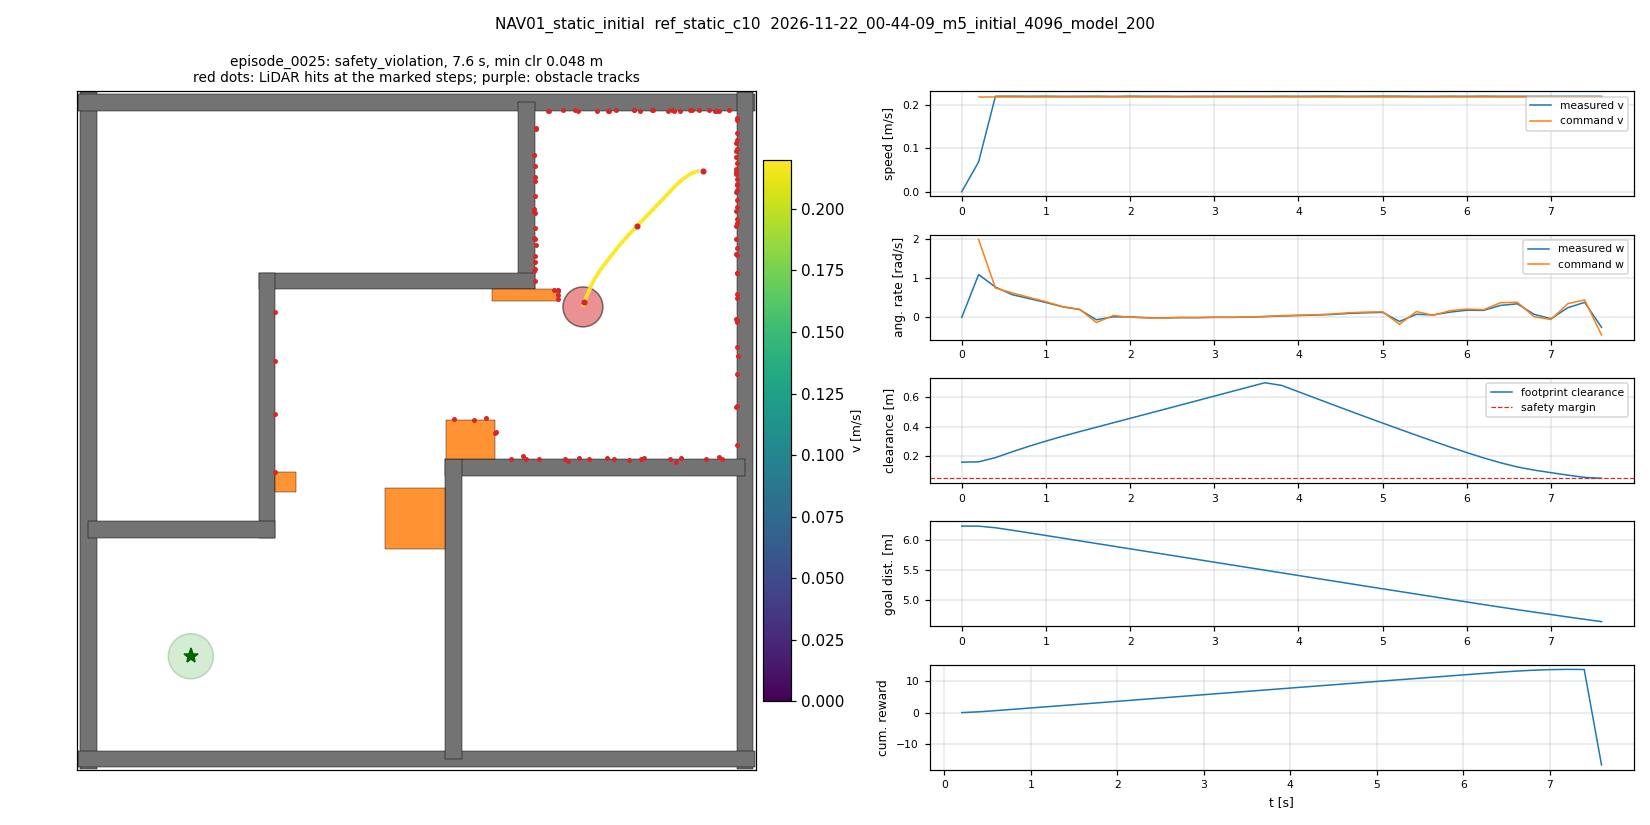 NAV01_static_initial  ref_static_c10  2026-11-22_00-44-09_m5_initial_4096_model_200
episode_0025: safety_violation, 7.6 s, min clr 0.048 m
red dots: LiDAR hits at the marked steps; purple: obstacle tracks
0.200
0.175
0.150
0.125
0.100
0.075
0.050
0.025
0.000
v [m/s]
speed [m/s]
0.2
0.1
0.0
measured v
command v
0 1 2 3 4 5 6 7
ang. rate [rad/s]
2
1
0
measured w
command w
0 1 2 3 4 5 6 7
clearance [m]
0.6
0.4
0.2
footprint clearance
safety margin
0 1 2 3 4 5 6 7
goal dist. [m]
6.0
5.5
5.0
0 1 2 3 4 5 6 7
cum. reward
10
0
−10
0 1 2 3 4 5 6 7
t [s]